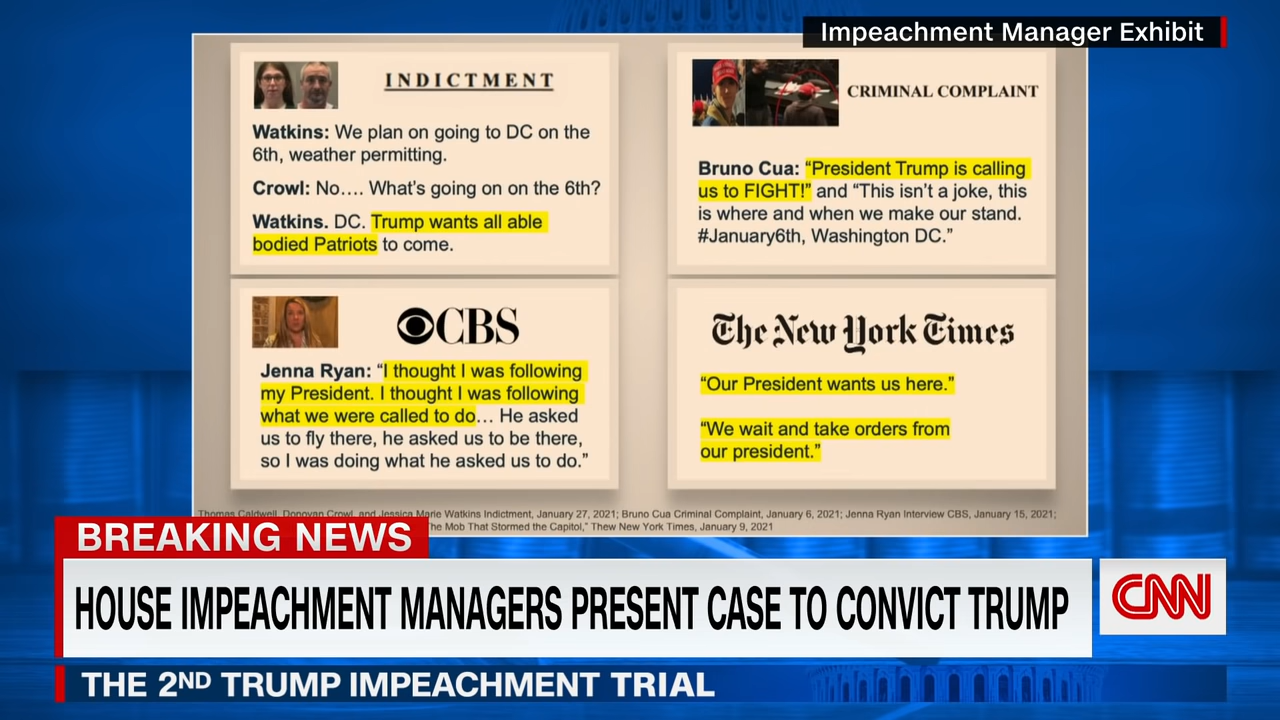 Impeachment Manager Exhibit
INDICTMENT
Watkins: We plan on going to DC on the
6th, weather permitting.
Crowl: No.... What's going on on the 6th?
Watkins. DC. Trump wants all able
bodied Patriots to come.
CRIMINAL COMPLAINT
Bruno Cua: “President Trump is calling
us to FIGHT!” and “This isn't a joke, this
is where and when we make our stand.
#January6th, Washington DC.”
CBS
Jenna Ryan: “I thought I was following
my President. I thought I was following
what we were called to do… He asked
us to fly there, he asked us to be there,
so I was doing what he asked us to do.”
The New York Times
“Our President wants us here.”
“We wait and take orders from
our president.”
Thomas Caldwell, Donovan Crowl, and Jessica Marie Watkins Indictment, January 27, 2021; Bruno Cua Criminal Complaint, January 6, 2021; Jenna Ryan Interview CBS, January 15, 2021;
The Mob That Stormed the Capitol,” Thew New York Times, January 9, 2021
BREAKING NEWS
HOUSE IMPEACHMENT MANAGERS PRESENT CASE TO CONVICT TRUMP
CNN
THE 2ND TRUMP IMPEACHMENT TRIAL